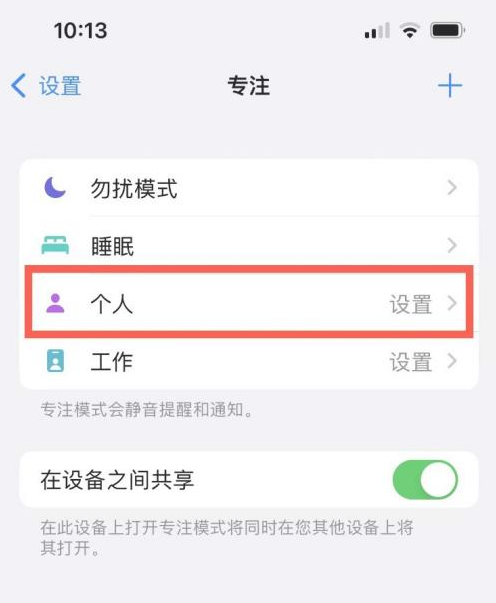 10:13
设置
专注
勿扰模式
睡眠
个人 设置
工作 设置
专注模式会静音提醒和通知。
在设备之间共享
在此设备上打开专注模式将同时在您其他设备上将
其打开。